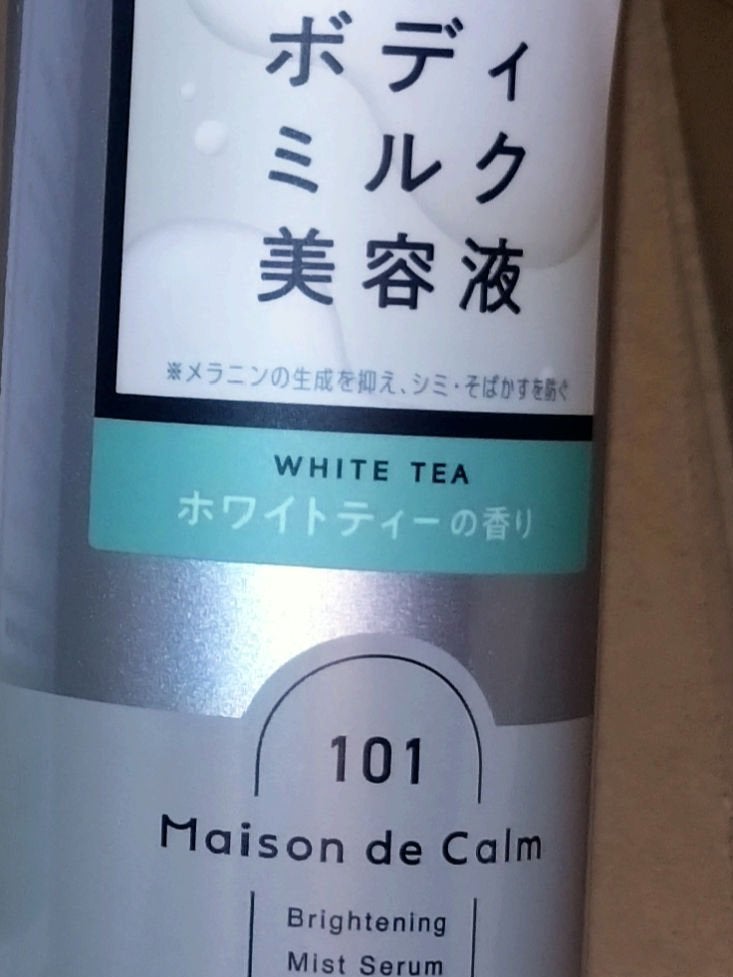 ボディ
ミルク
美容液
※メラニンの生成を抑え、シミ・そばかすを防ぐ
WHITE TEA
ホワイトティーの香り
101
Maison de Calm
Brightening
Mist Serum